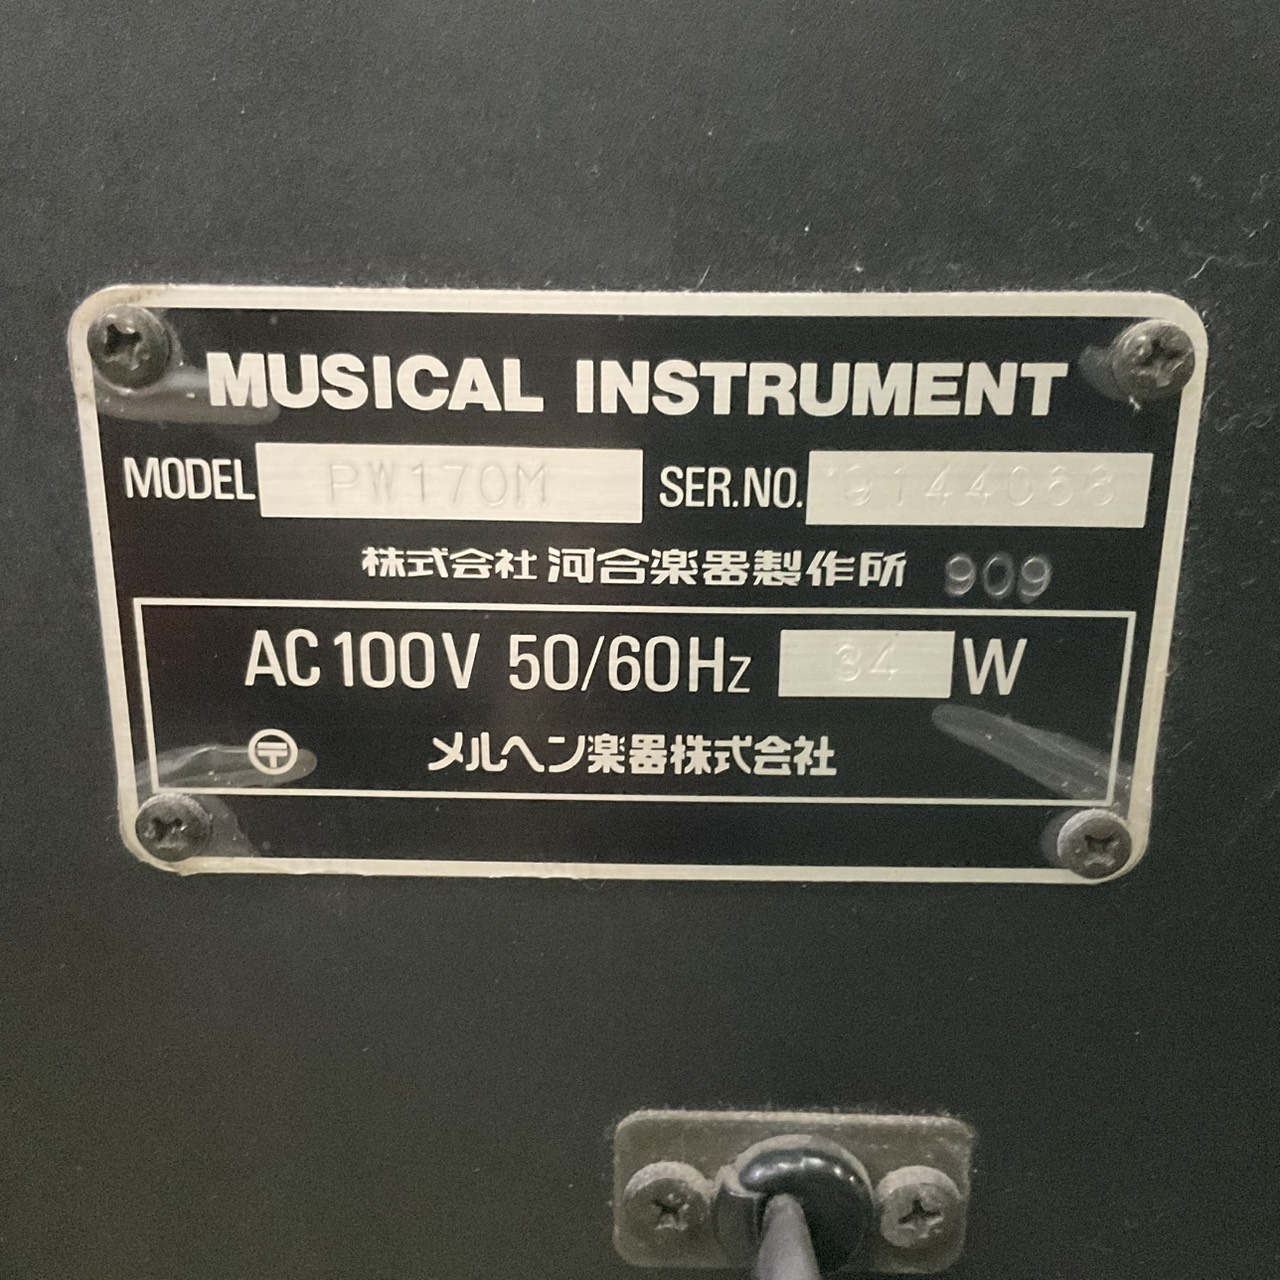 MUSICAL INSTRUMENT
MODEL PW170M SER.NO. 9144068
株式会社 河合楽器製作所 909
AC 100V 50/60Hz 34 W
〶 メルヘン楽器株式会社